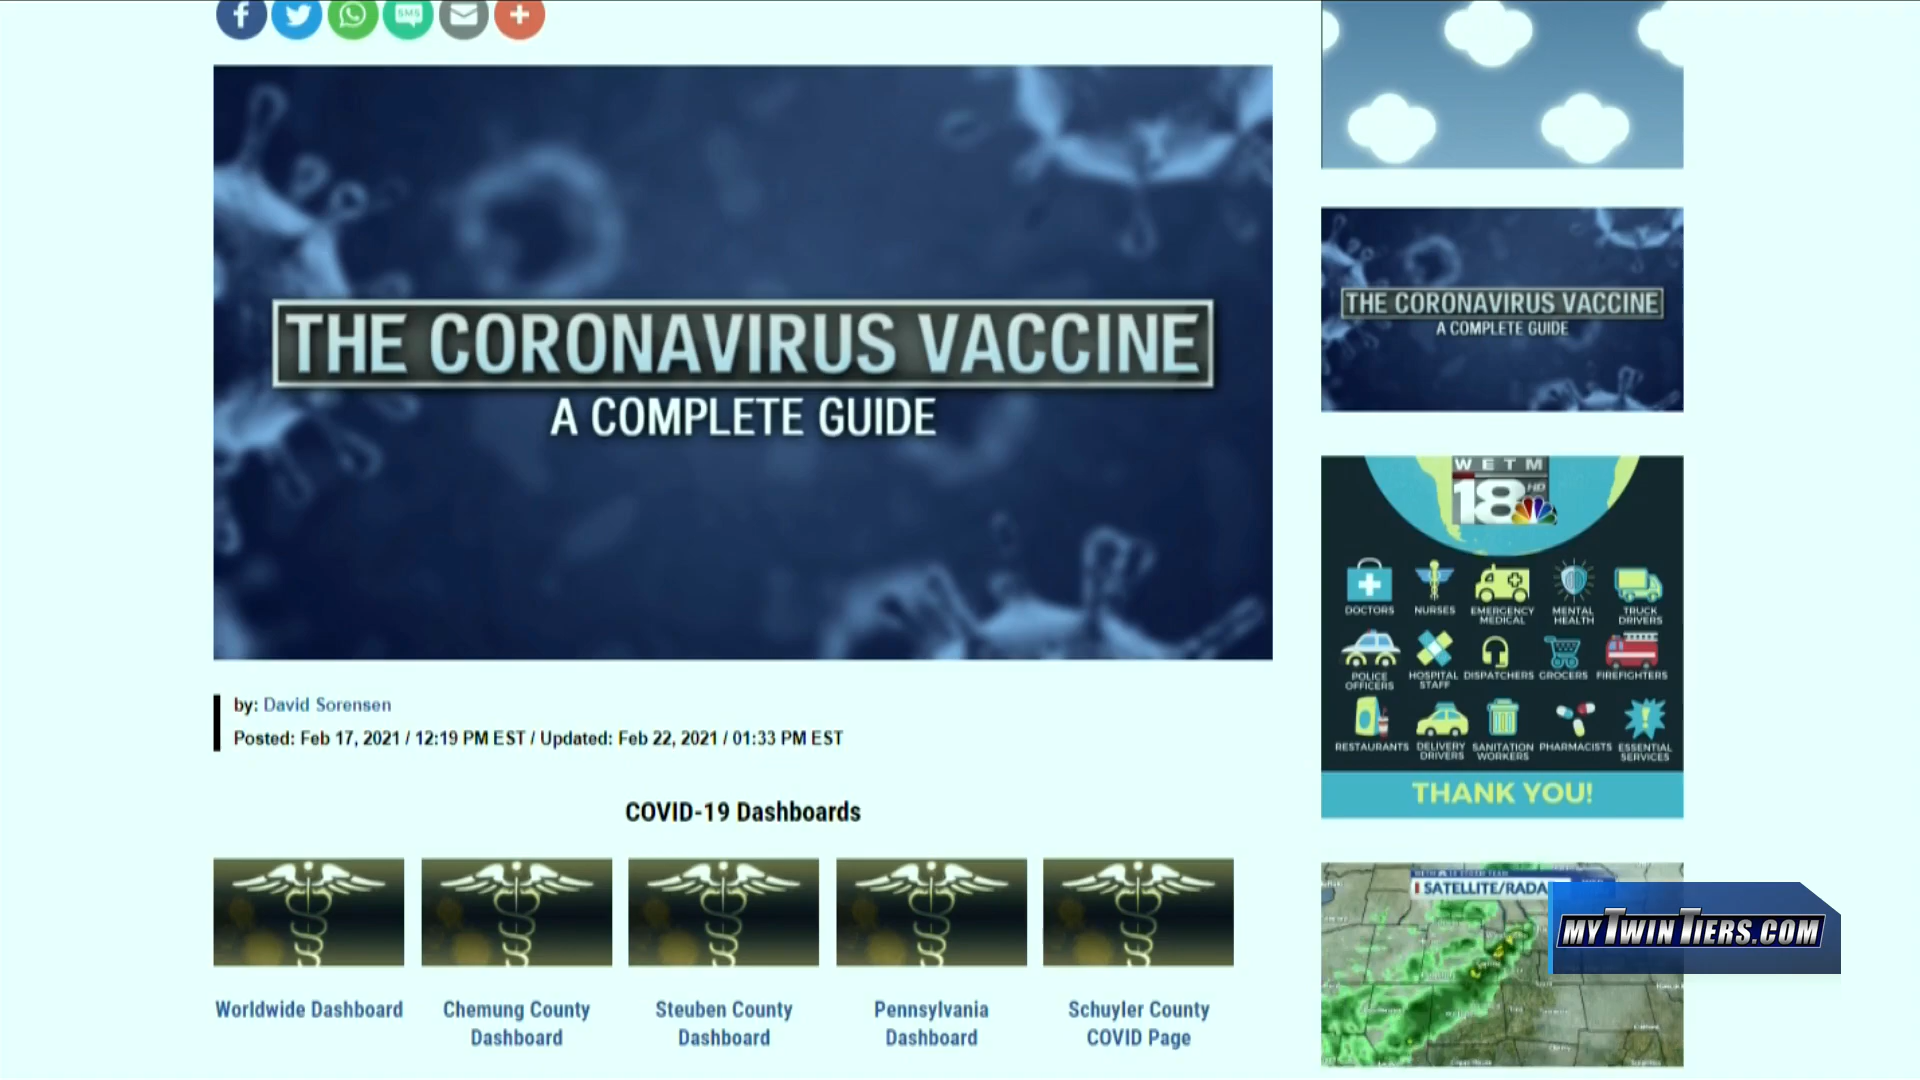 SMS
THE CORONAVIRUS VACCINE
A COMPLETE GUIDE
by: David Sorensen
Posted: Feb 17, 2021 / 12:19 PM EST / Updated: Feb 22, 2021 / 01:33 PM EST
COVID-19 Dashboards
Worldwide Dashboard
Chemung County
Dashboard
Steuben County
Dashboard
Pennsylvania
Dashboard
Schuyler County
COVID Page
THE CORONAVIRUS VACCINE
A COMPLETE GUIDE
WETM
18 HD
DOCTORS
NURSES
EMERGENCY
MEDICAL
MENTAL
HEALTH
TRUCK
DRIVERS
POLICE
OFFICERS
HOSPITAL
STAFF
DISPATCHERS
GROCERS
FIREFIGHTERS
RESTAURANTS
DELIVERY
DRIVERS
SANITATION
WORKERS
PHARMACISTS
ESSENTIAL
SERVICES
THANK YOU!
SATELLITE/RADA
MYTWINTIERS.COM